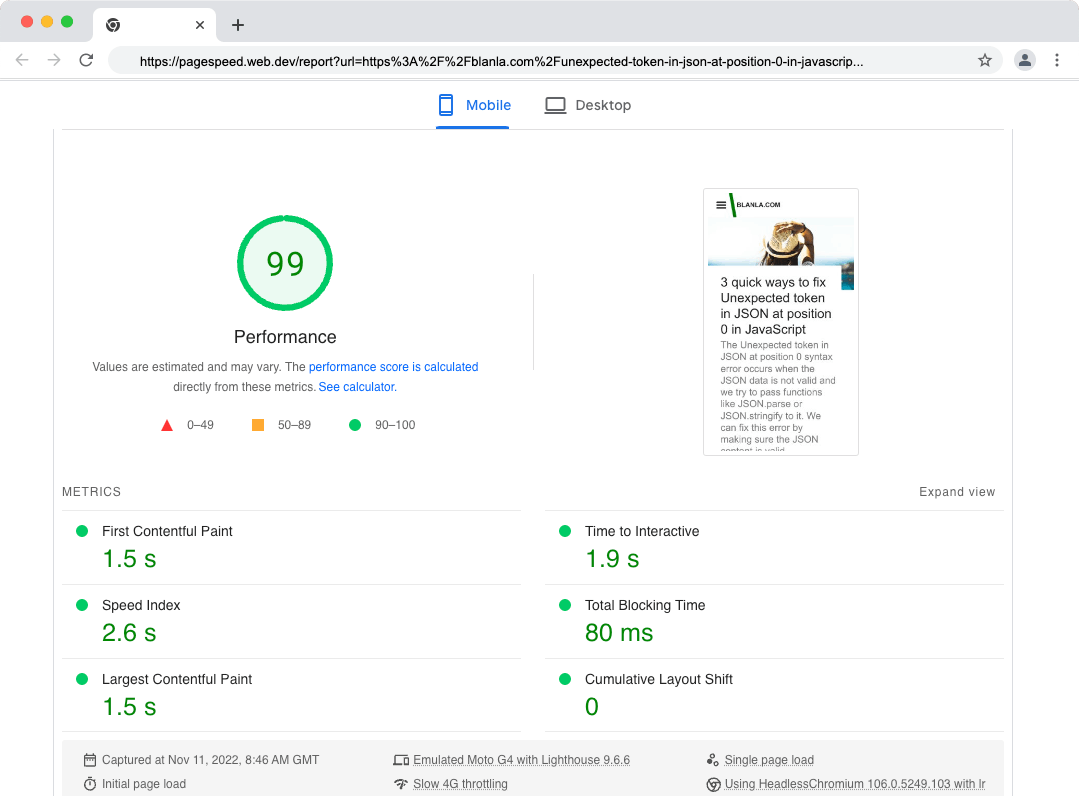 https://pagespeed.web.dev/report?url=https%3A%2F%2Fblanla.com%2Funexpected-token-in-json-at-position-0-in-javascrip...
Mobile
Desktop
99
Performance
Values are estimated and may vary. The performance score is calculated
directly from these metrics. See calculator.
0–49
50–89
90–100
BLANLA.COM
3 quick ways to fix
Unexpected token
in JSON at position
0 in JavaScript
The Unexpected token in
JSON at position 0 syntax
error occurs when the
JSON data is not valid and
we try to pass functions
like JSON.parse or
JSON.stringify to it. We
can fix this error by
making sure the JSON
content is valid
METRICS
Expand view
First Contentful Paint
1.5 s
Time to Interactive
1.9 s
Speed Index
2.6 s
Total Blocking Time
80 ms
Largest Contentful Paint
1.5 s
Cumulative Layout Shift
0
Captured at Nov 11, 2022, 8:46 AM GMT
Emulated Moto G4 with Lighthouse 9.6.6
Single page load
Initial page load
Slow 4G throttling
Using HeadlessChromium 106.0.5249.103 with lr